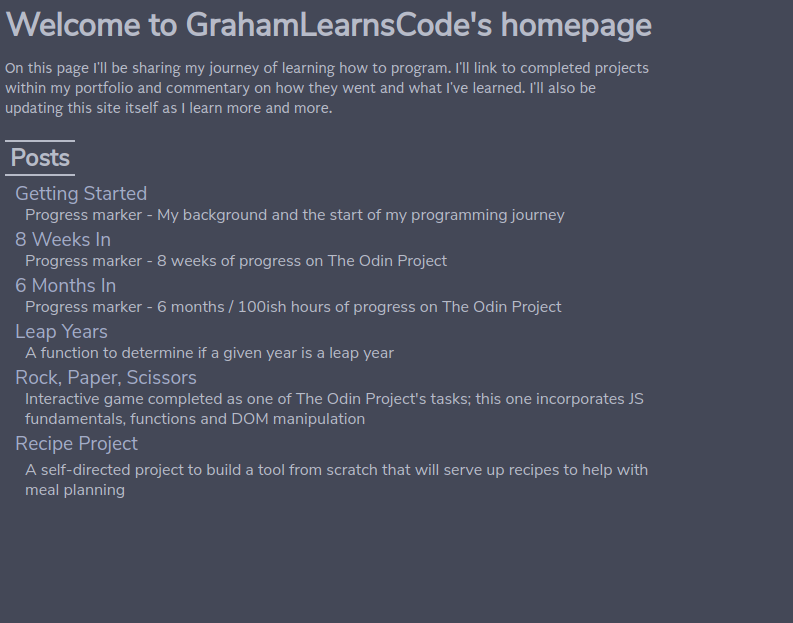 Welcome to GrahamLearnsCode's homepage
On this page I'll be sharing my journey of learning how to program. I'll link to completed projects
within my portfolio and commentary on how they went and what I've learned. I'll also be
updating this site itself as I learn more and more.
Posts
Getting Started
Progress marker - My background and the start of my programming journey
8 Weeks In
Progress marker - 8 weeks of progress on The Odin Project
6 Months In
Progress marker - 6 months / 100ish hours of progress on The Odin Project
Leap Years
A function to determine if a given year is a leap year
Rock, Paper, Scissors
Interactive game completed as one of The Odin Project's tasks; this one incorporates JS
fundamentals, functions and DOM manipulation
Recipe Project
A self-directed project to build a tool from scratch that will serve up recipes to help with
meal planning